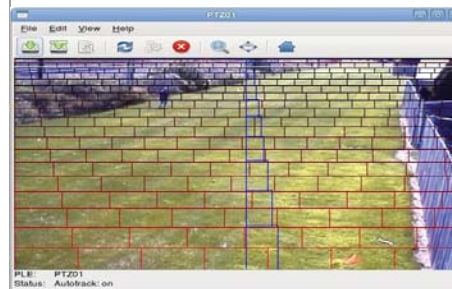 PTZ01
File Edit View Help
PLE: PTZ01
Status: Autotrack: on